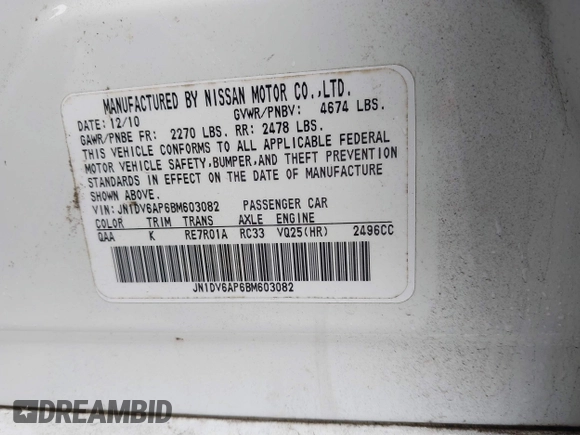 MANUFACTURED BY NISSAN MOTOR CO.,LTD.
DATE: 12/10 GVWR/PNBV: 4674 LBS.
GAWR/PNBE FR: 2270 LBS. RR: 2478 LBS.
THIS VEHICLE CONFORMS TO ALL APPLICABLE FEDERAL
MOTOR VEHICLE SAFETY,BUMPER,AND THEFT PREVENTION
STANDARDS IN EFFECT ON THE DATE OF MANUFACTURE
SHOWN ABOVE.
VIN: JN1DV6AP6BM603082 PASSENGER CAR
COLOR TRIM TRANS AXLE ENGINE
QAA K RE7R01A RC33 VQ25(HR) 2496CC
JN1DV6AP6BM603082
DREAMBID